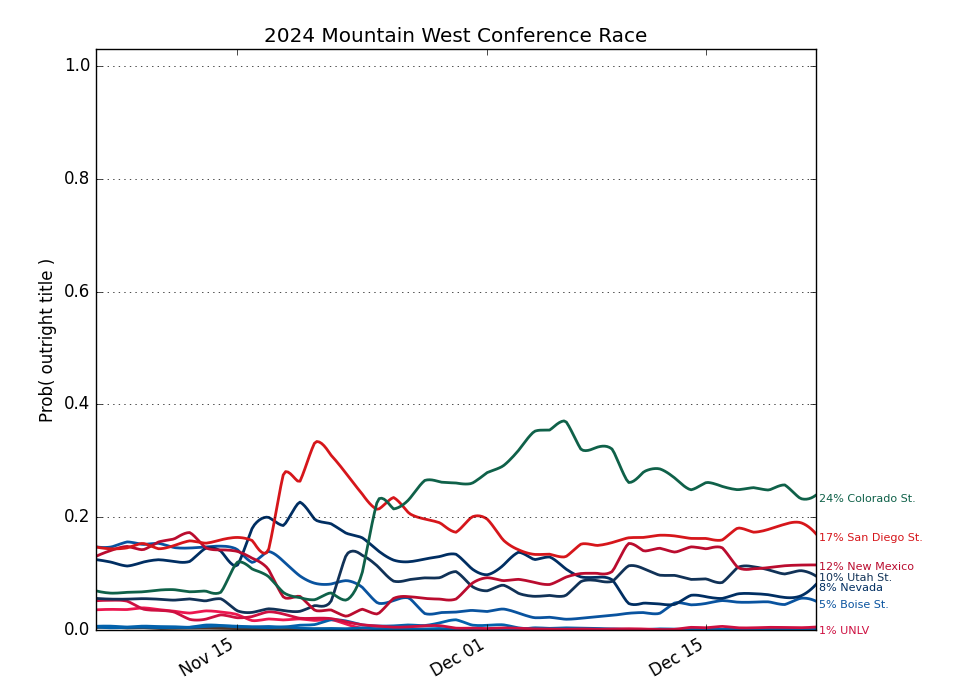 2024 Mountain West Conference Race
Prob( outright title )
1.0
0.8
0.6
0.4
0.2
0.0
Nov 15
Dec 01
Dec 15
24% Colorado St.
17% San Diego St.
12% New Mexico
10% Utah St.
8% Nevada
5% Boise St.
1% UNLV